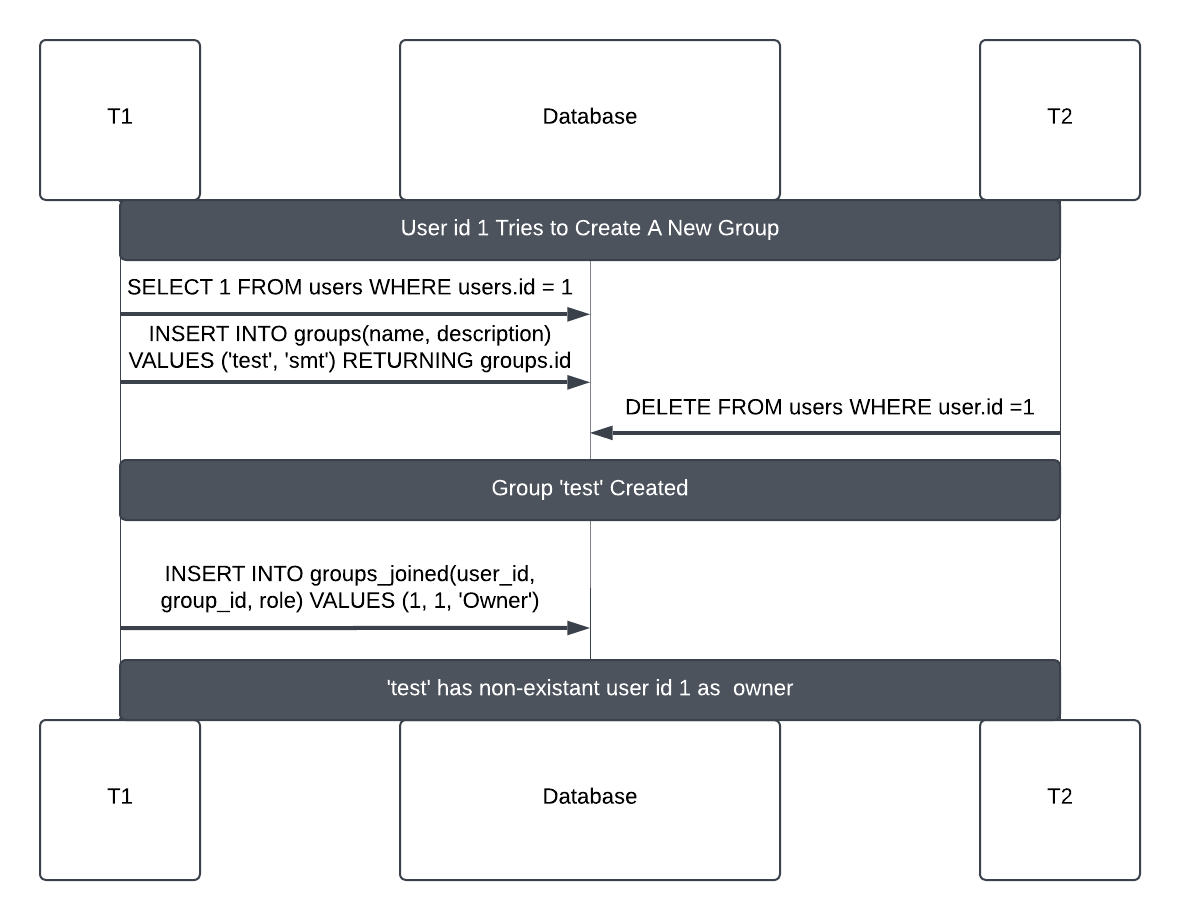 T1
Database
T2
User id 1 Tries to Create A New Group
SELECT 1 FROM users WHERE users.id = 1
INSERT INTO groups(name, description)
VALUES ('test', 'smt') RETURNING groups.id
DELETE FROM users WHERE user.id =1
Group 'test' Created
INSERT INTO groups_joined(user_id,
group_id, role) VALUES (1, 1, 'Owner')
'test' has non-existant user id 1 as  owner
T1
Database
T2